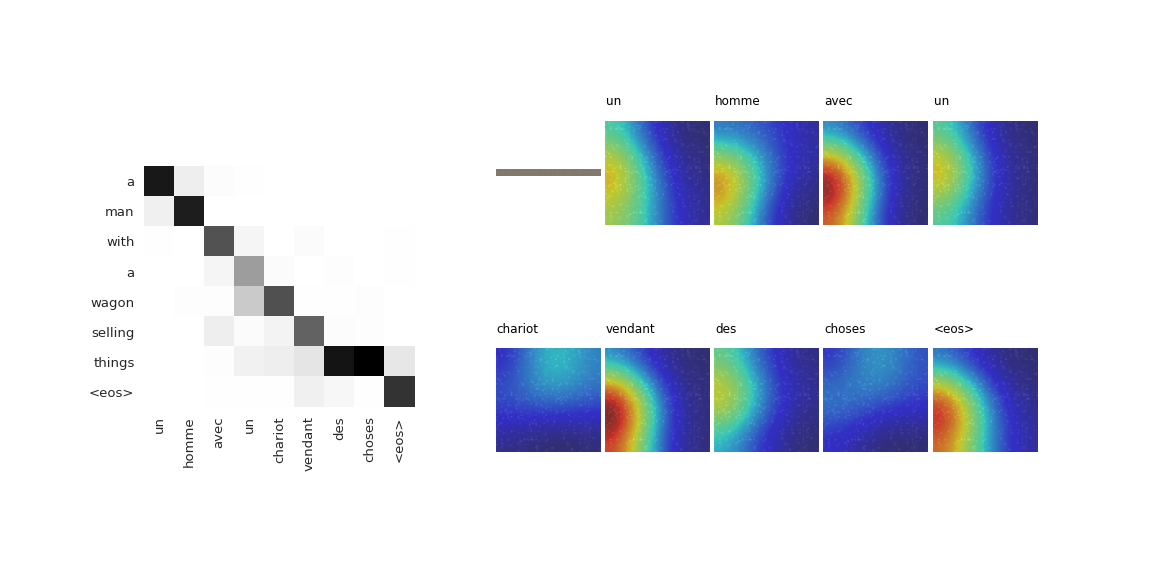 a
man
with
a
wagon
selling
things
<eos>
un
homme
avec
un
chariot
vendant
des
choses
<eos>
un homme avec un
chariot vendant des choses <eos>